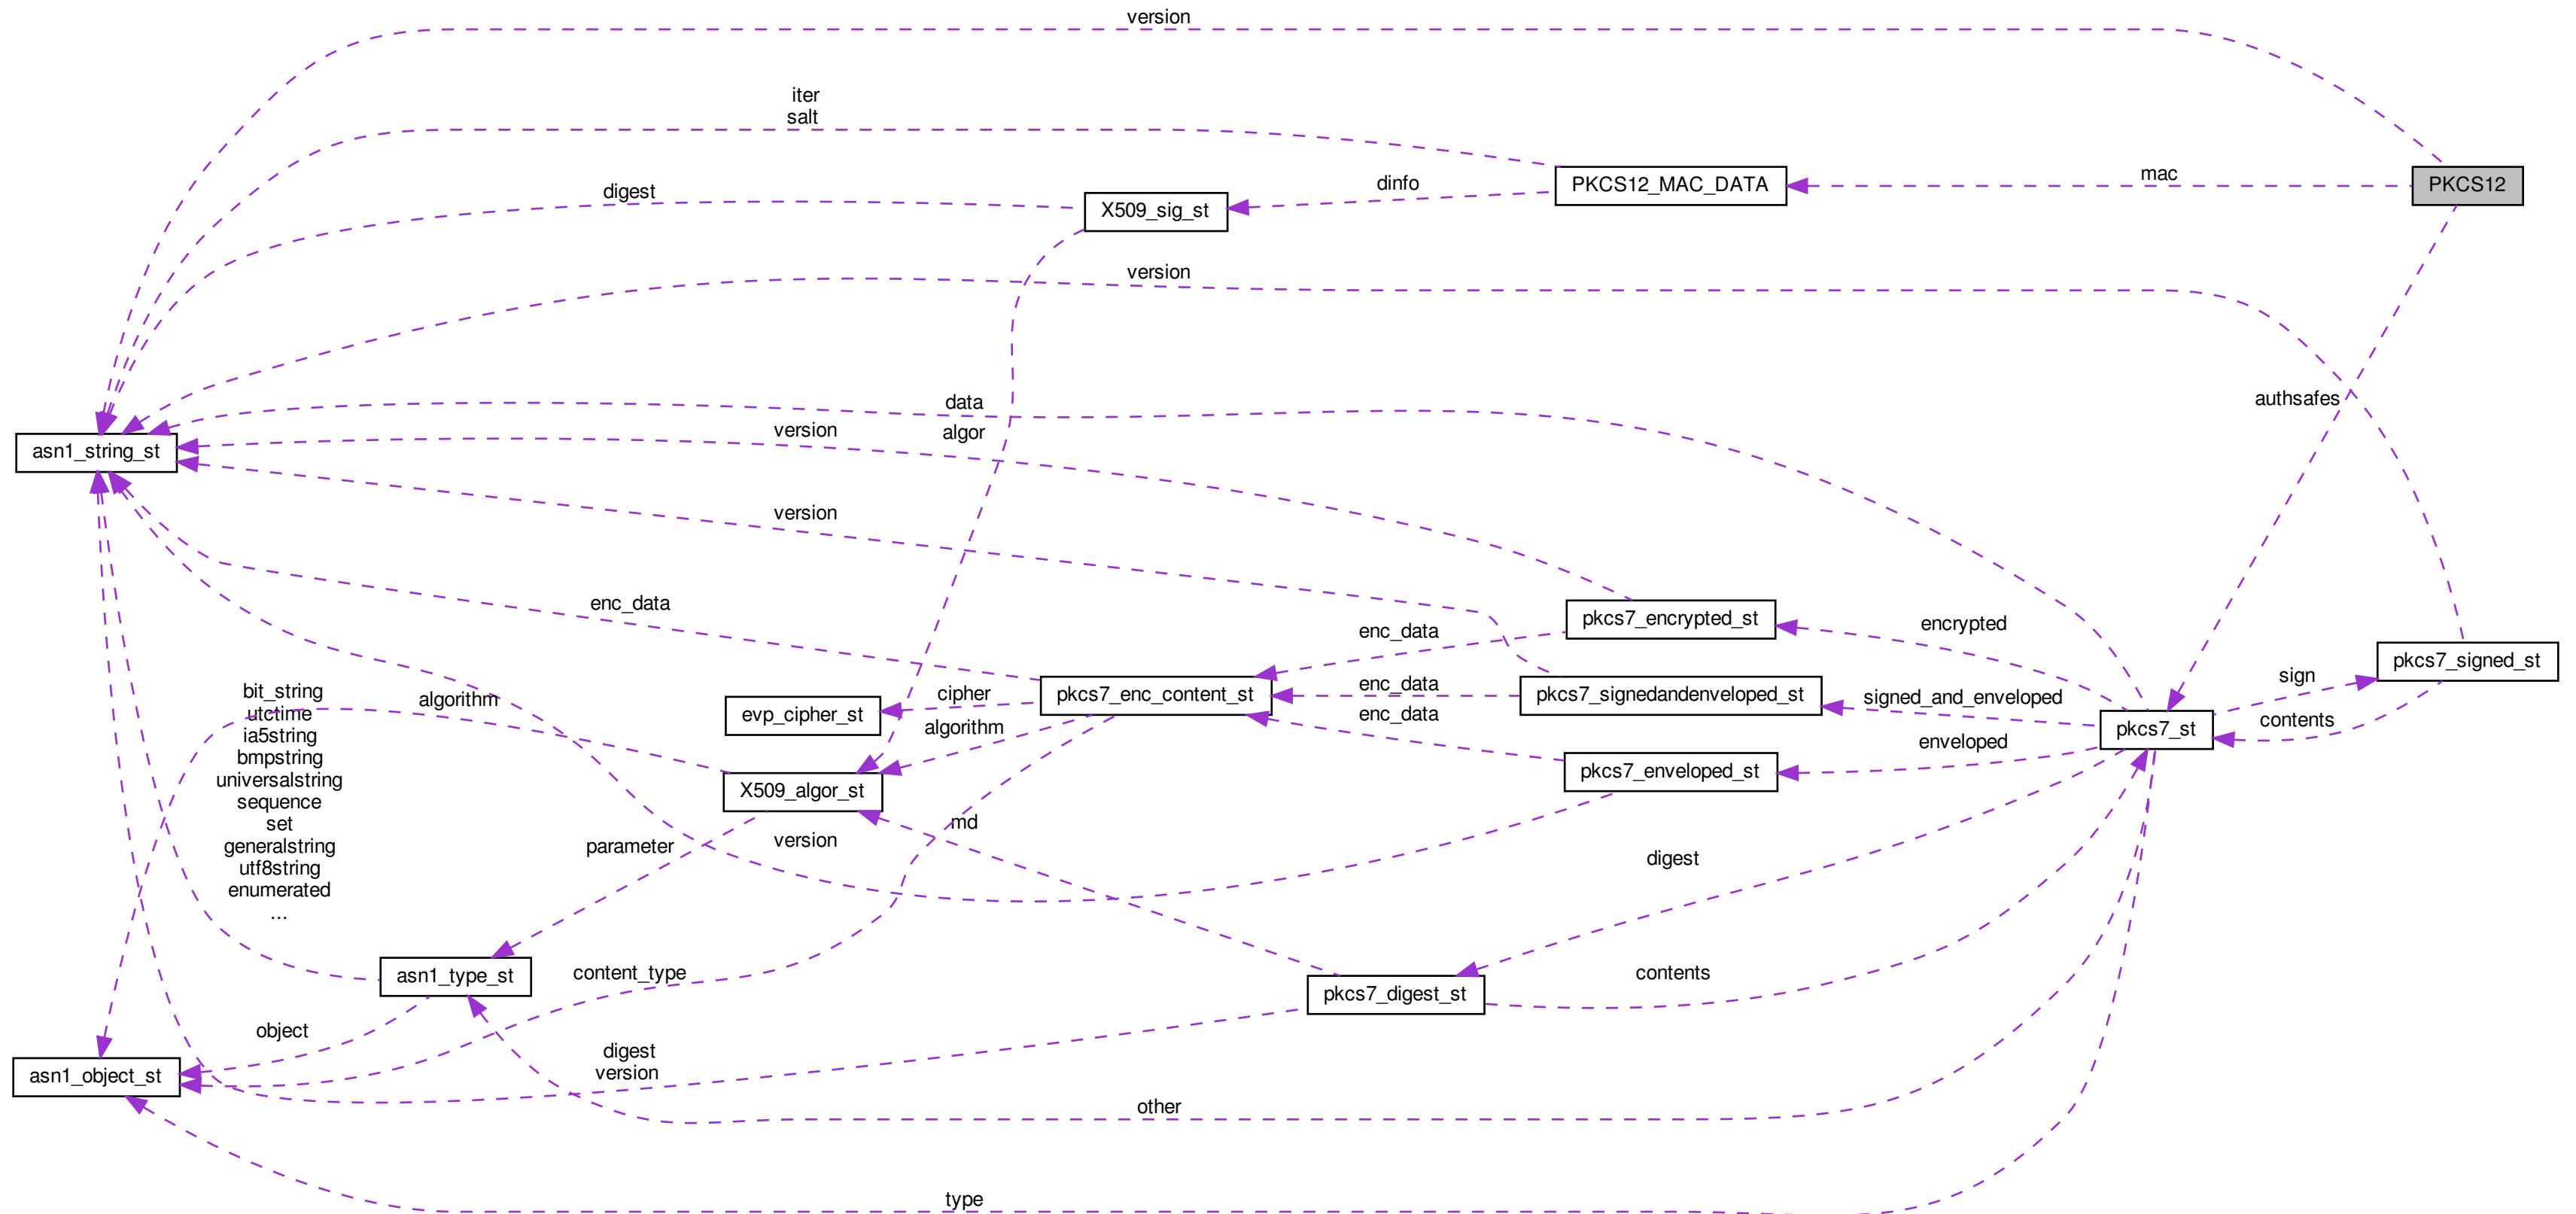 version
iter
salt
digest
dinfo
mac
PKCS12
PKCS12_MAC_DATA
X509_sig_st
version
authsafes
data
version
algor
asn1_string_st
version
enc_data
pkcs7_encrypted_st
encrypted
enc_data
pkcs7_signed_st
sign
enc_data
cipher
pkcs7_enc_content_st
pkcs7_signedandenveloped_st
signed_and_enveloped
evp_cipher_st
enc_data
algorithm
algorithm
contents
pkcs7_st
enveloped
pkcs7_enveloped_st
X509_algor_st
bit_string
utctime
ia5string
bmpstring
universalstring
sequence
set
generalstring
utf8string
enumerated
...
md
version
parameter
digest
asn1_type_st
content_type
contents
pkcs7_digest_st
object
digest
version
asn1_object_st
other
type